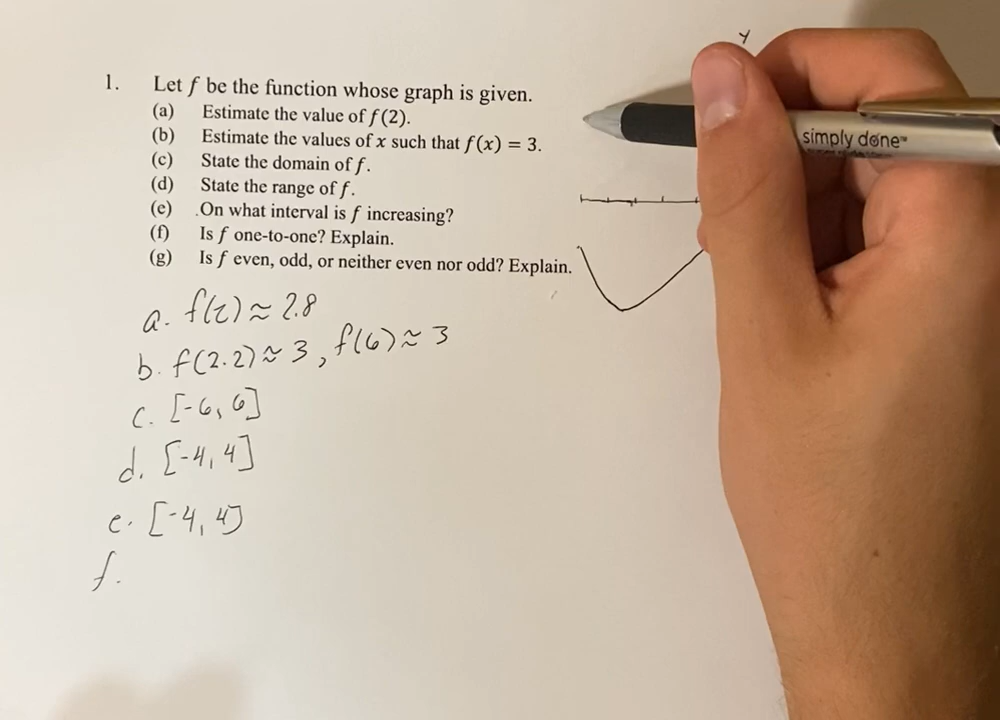 y
1. Let f be the function whose graph is given.
(a) Estimate the value of f(2).
(b) Estimate the values of x such that f(x) = 3.
(c) State the domain of f.
(d) State the range of f.
(e) On what interval is f increasing?
(f) Is f one-to-one? Explain.
(g) Is f even, odd, or neither even nor odd? Explain.
simply done™
a. f(2) ≈ 2.8
b. f(2.2) ≈ 3, f(6) ≈ 3
c. [-6, 6]
d. [-4, 4]
e. [-4, 4]
f.